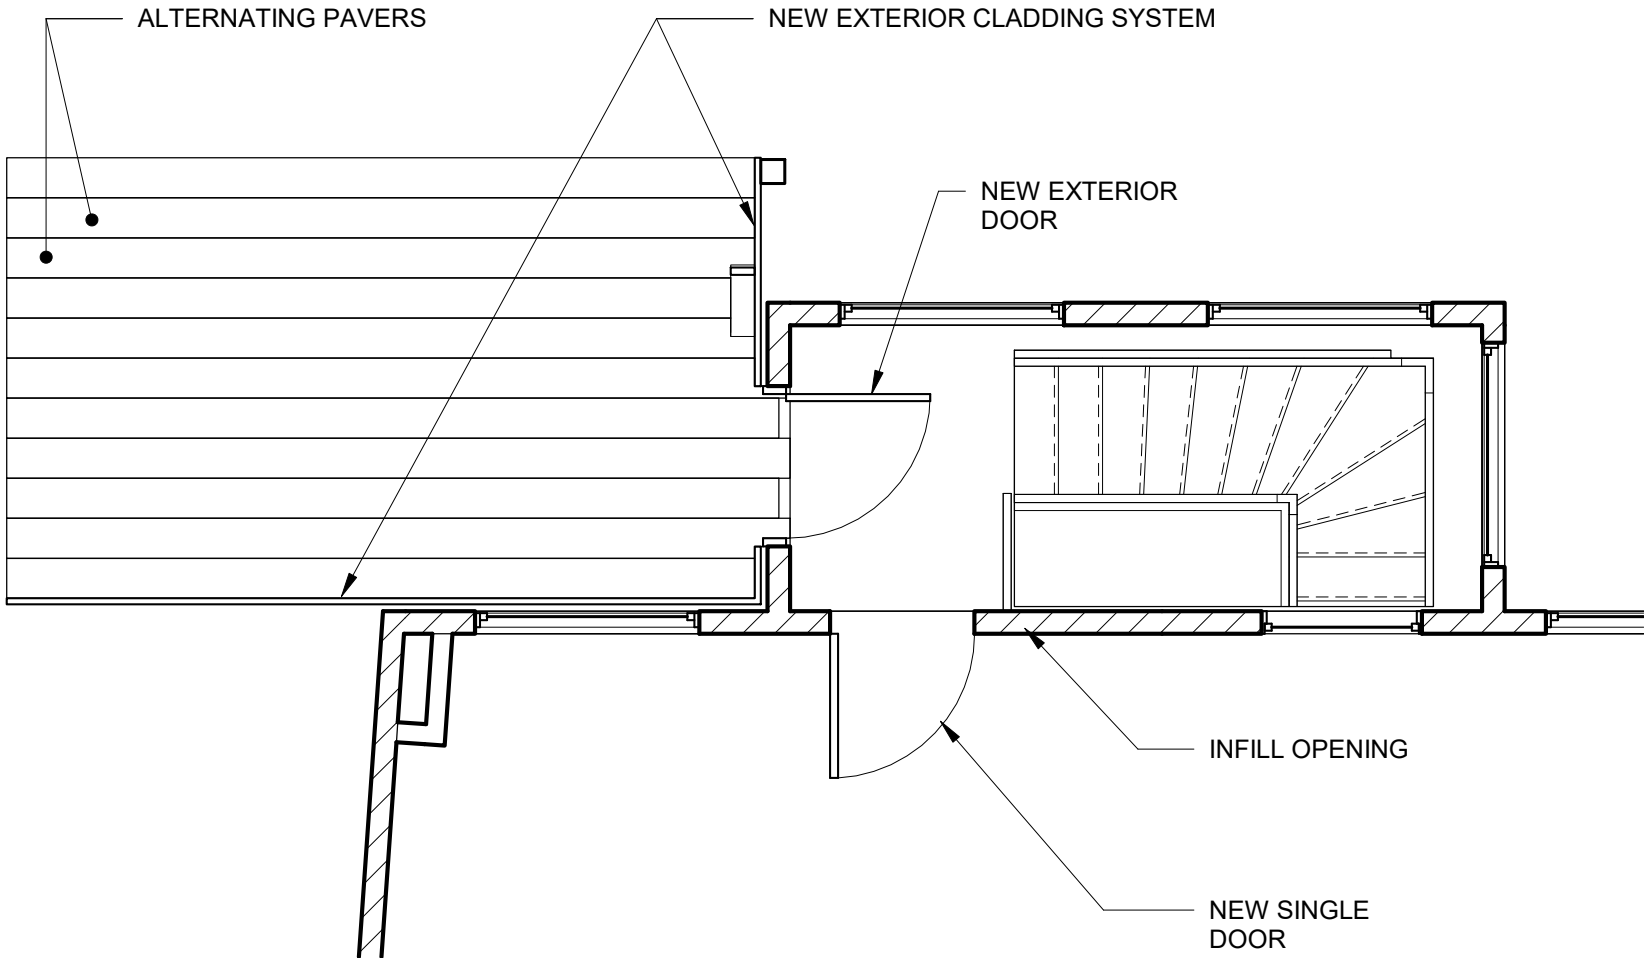 ALTERNATING PAVERS
NEW EXTERIOR CLADDING SYSTEM
NEW EXTERIOR
DOOR
INFILL OPENING
NEW SINGLE
DOOR